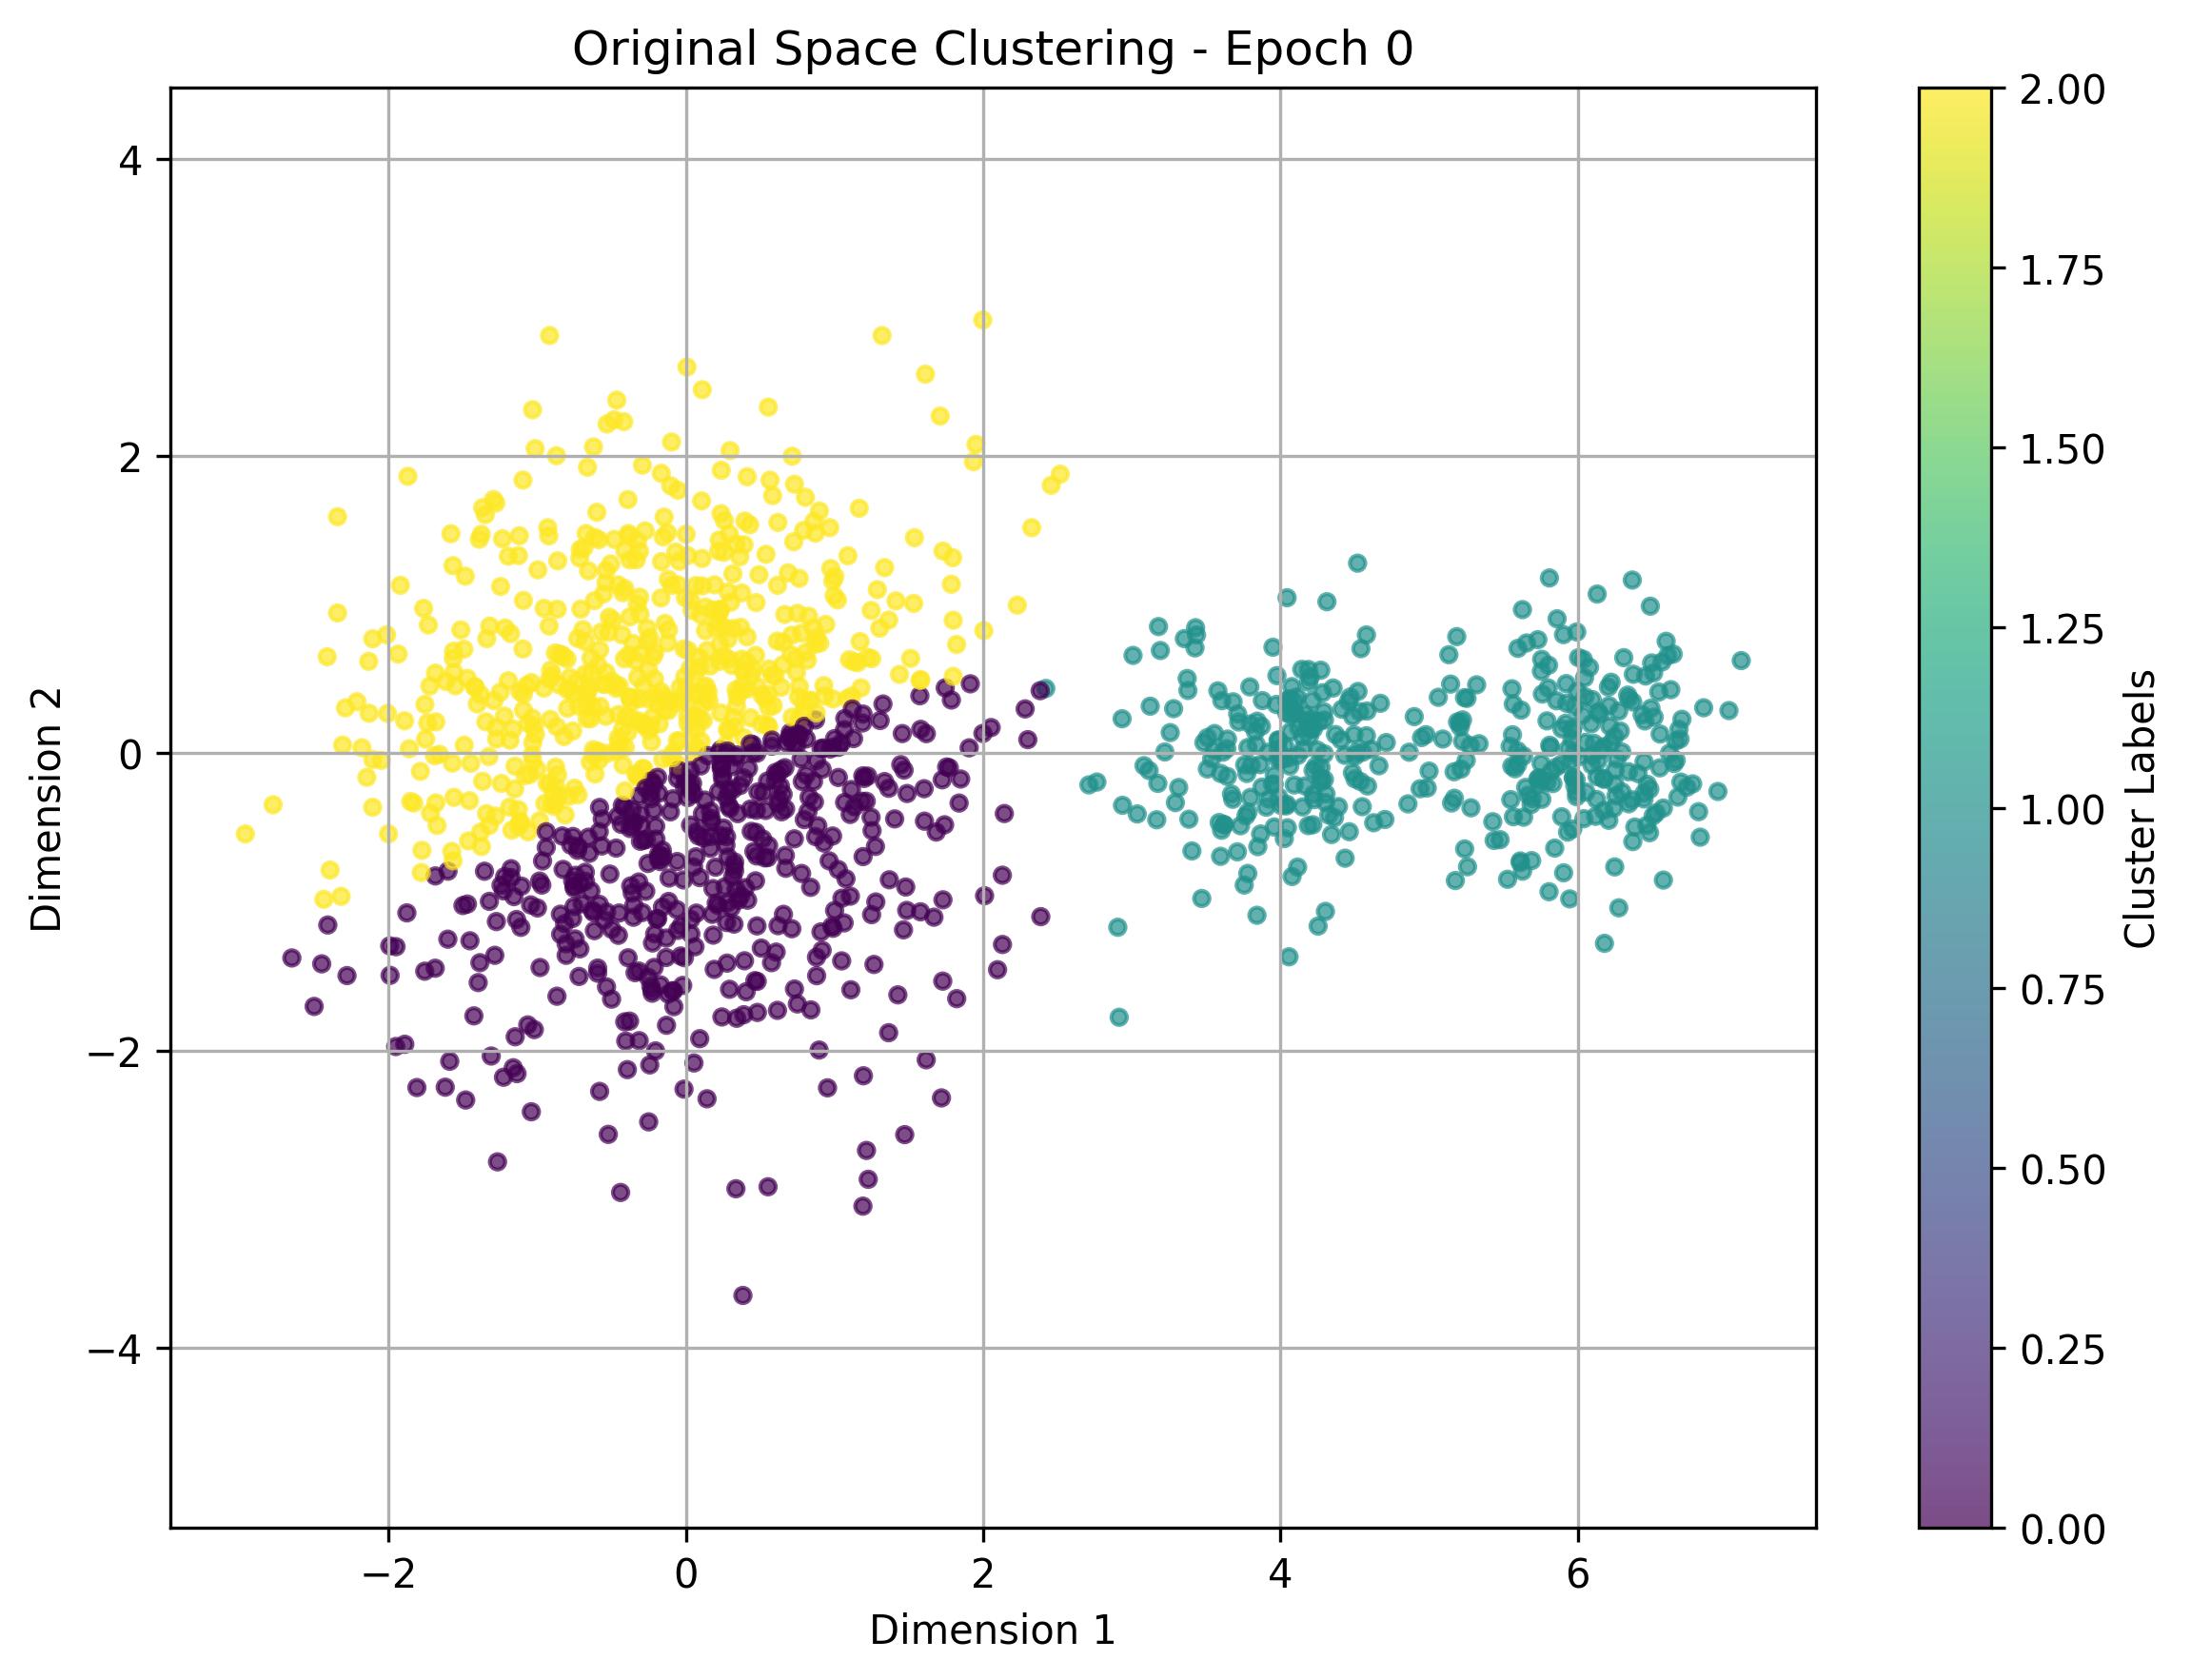 Original Space Clustering - Epoch 0
4
2
0
−2
−4
Dimension 2
−2 0 2 4 6
Dimension 1
2.00
1.75
1.50
1.25
1.00
0.75
0.50
0.25
0.00
Cluster Labels